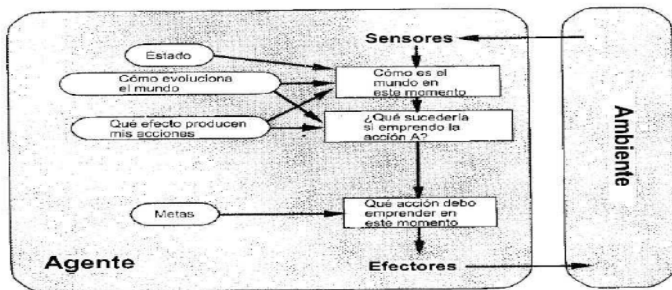 Sensores
Estado
Cómo es el
mundo en
este momento
Cómo evoluciona
el mundo
¿Qué sucedería
si emprendo la
acción A?
Qué efecto producen
mis acciones
Ambiente
Qué acción debo
emprender en
este momento
Metas
Agente
Efectores